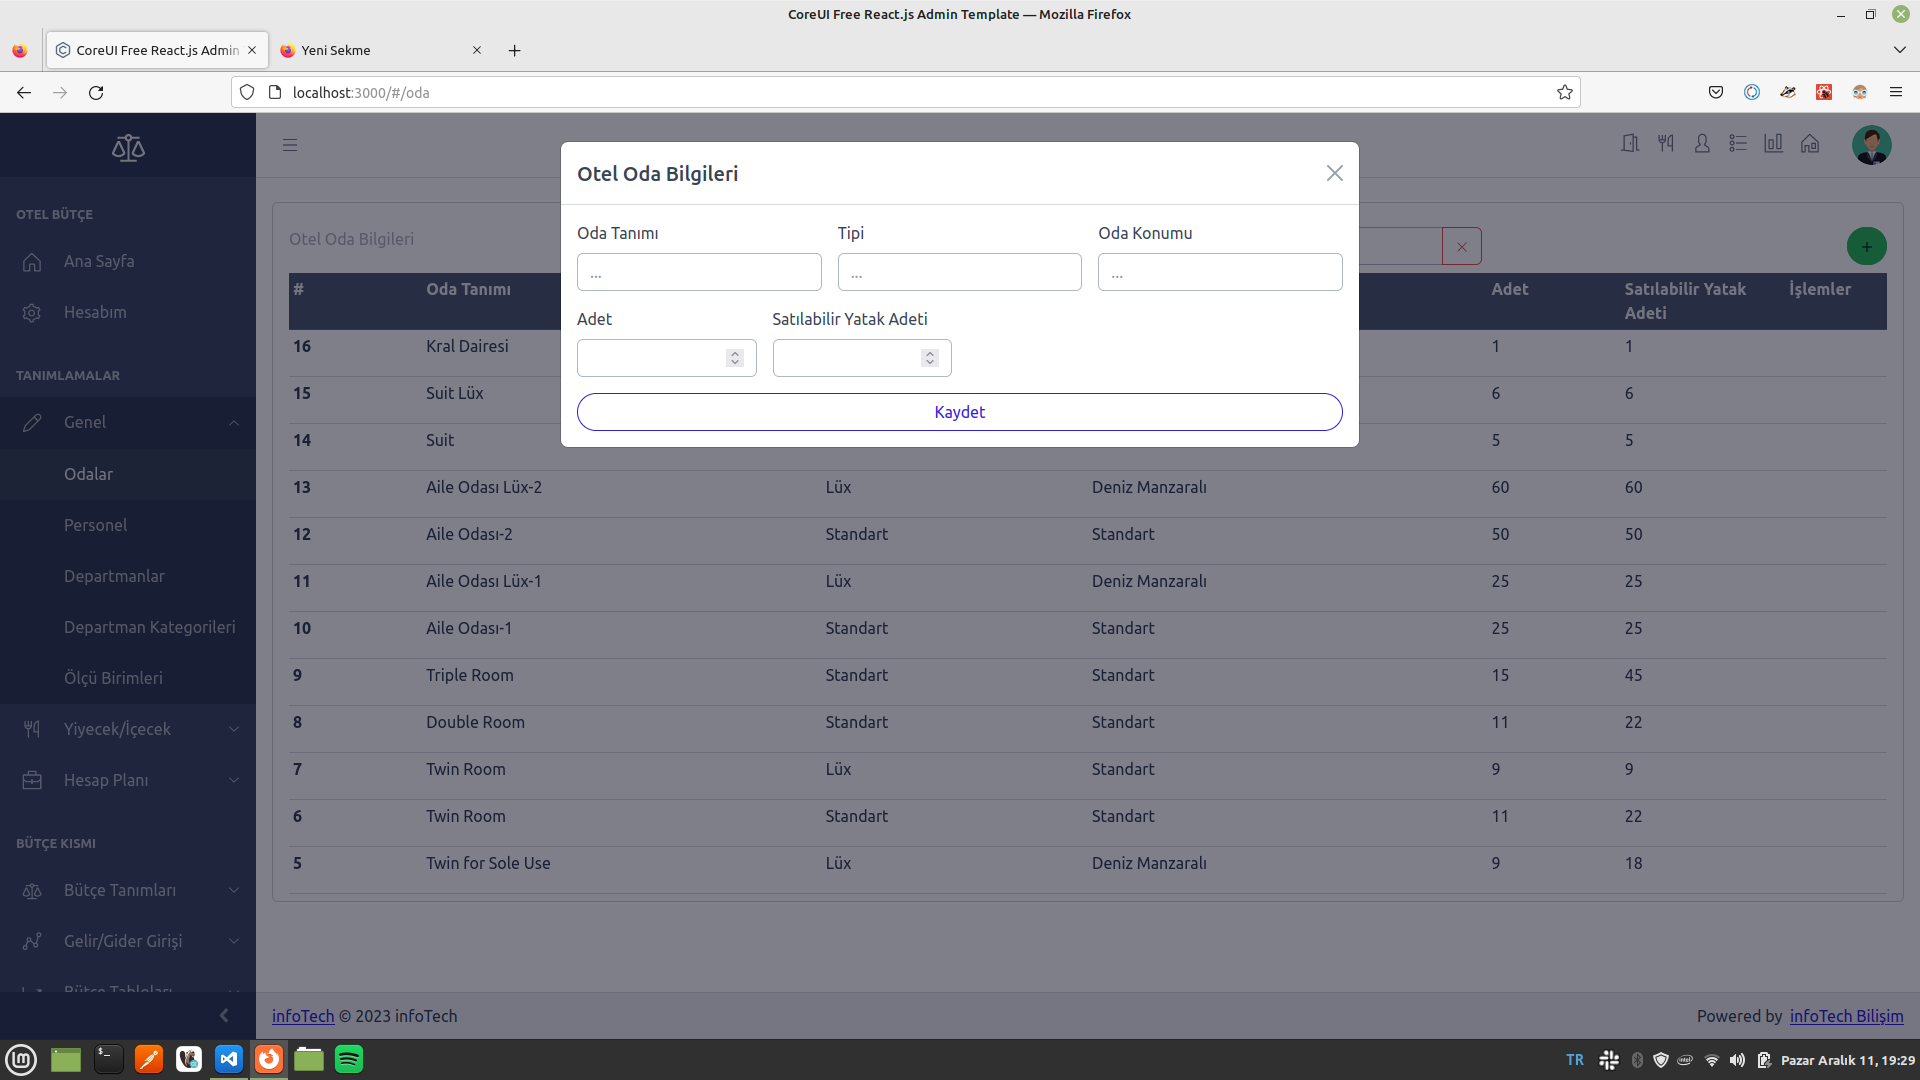 CoreUI Free React.js Admin Template — Mozilla Firefox
CoreUI Free React.js Admin
Yeni Sekme
localhost:3000/#/oda
OTEL BÜTÇE
Ana Sayfa
Hesabım
TANIMLAMALAR
Genel
Odalar
Personel
Departmanlar
Departman Kategorileri
Ölçü Birimleri
Yiyecek/İçecek
Hesap Planı
BÜTÇE KISMI
Bütçe Tanımları
Gelir/Gider Girişi
Bütçe Tabloları
Otel Oda Bilgileri
Oda Tanımı Tipi Oda Konumu
... ... ...
Adet Satılabilir Yatak Adeti
Kaydet
Otel Oda Bilgileri
# Oda Tanımı Adet Satılabilir Yatak Adeti İşlemler
16 Kral Dairesi 1 1
15 Suit Lüx 6 6
14 Suit 5 5
13 Aile Odası Lüx-2 Lüx Deniz Manzaralı 60 60
12 Aile Odası-2 Standart Standart 50 50
11 Aile Odası Lüx-1 Lüx Deniz Manzaralı 25 25
10 Aile Odası-1 Standart Standart 25 25
9 Triple Room Standart Standart 15 45
8 Double Room Standart Standart 11 22
7 Twin Room Lüx Standart 9 9
6 Twin Room Standart Standart 11 22
5 Twin for Sole Use Lüx Deniz Manzaralı 9 18
infoTech © 2023 infoTech
Powered by infoTech Bilişim
TR
Pazar Aralık 11, 19:29